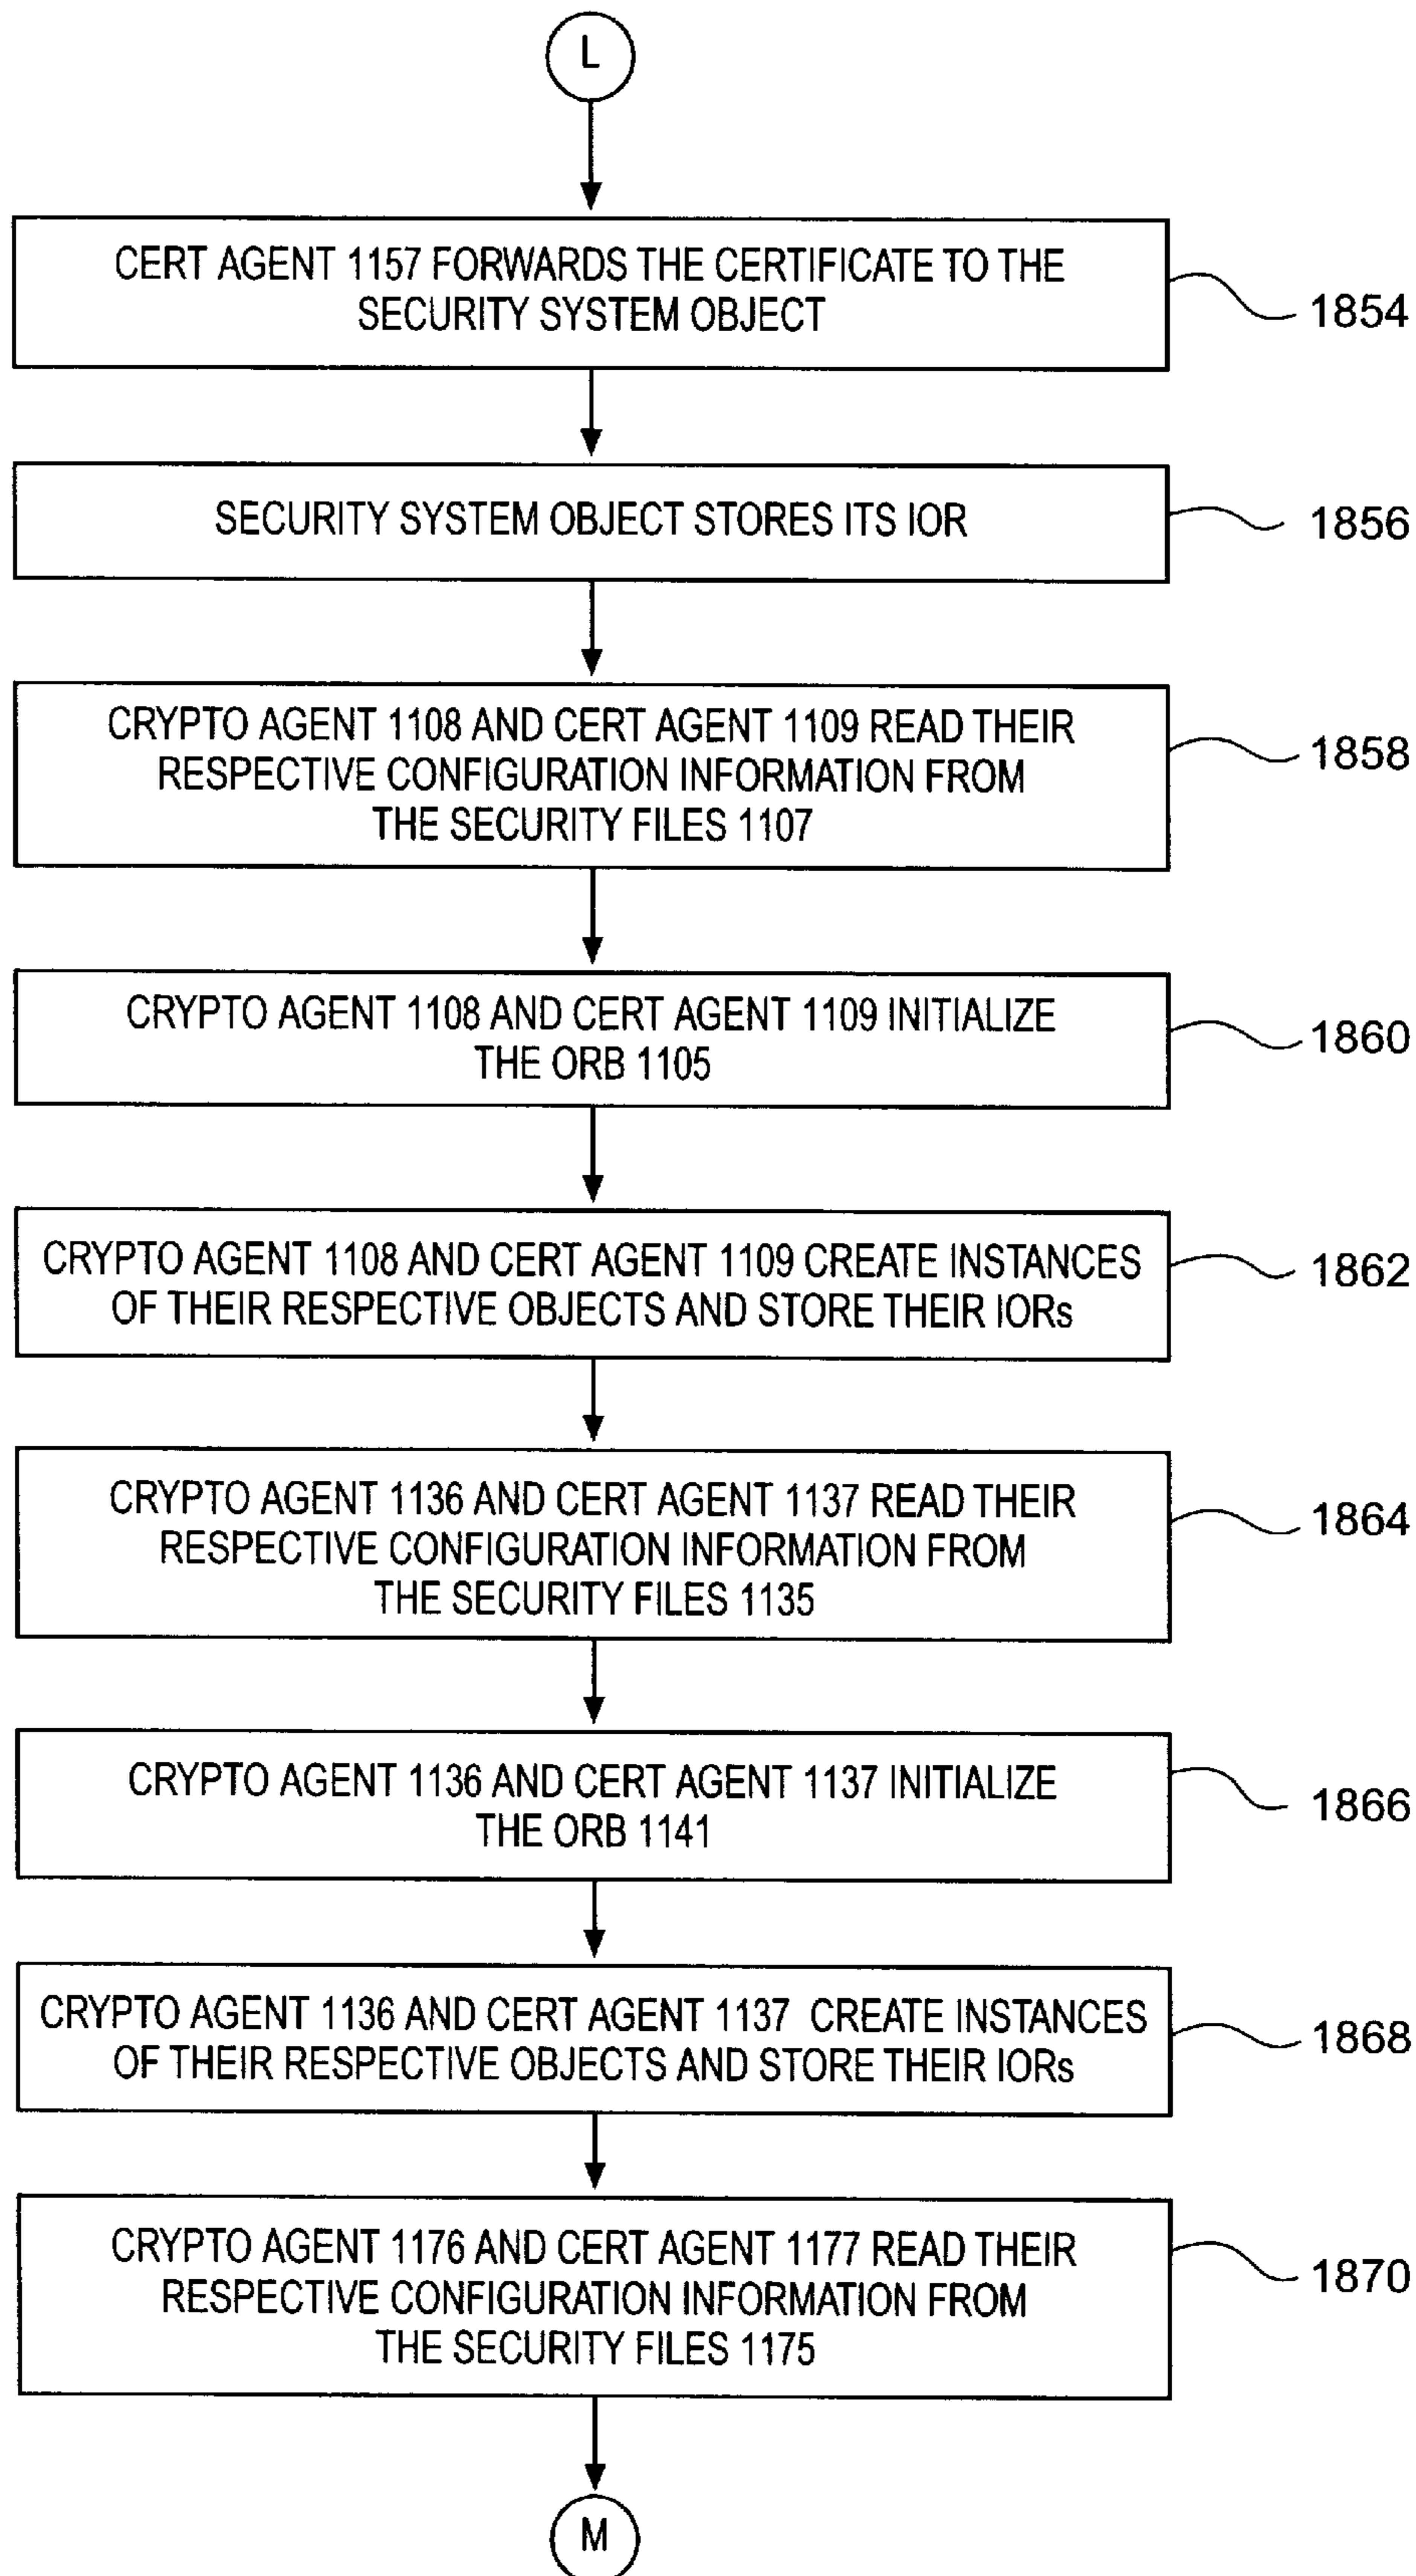 L
CERT AGENT 1157 FORWARDS THE CERTIFICATE TO THE
SECURITY SYSTEM OBJECT
1854
SECURITY SYSTEM OBJECT STORES ITS IOR
1856
CRYPTO AGENT 1108 AND CERT AGENT 1109 READ THEIR
RESPECTIVE CONFIGURATION INFORMATION FROM
THE SECURITY FILES 1107
1858
CRYPTO AGENT 1108 AND CERT AGENT 1109 INITIALIZE
THE ORB 1105
1860
CRYPTO AGENT 1108 AND CERT AGENT 1109 CREATE INSTANCES
OF THEIR RESPECTIVE OBJECTS AND STORE THEIR IORs
1862
CRYPTO AGENT 1136 AND CERT AGENT 1137 READ THEIR
RESPECTIVE CONFIGURATION INFORMATION FROM
THE SECURITY FILES 1135
1864
CRYPTO AGENT 1136 AND CERT AGENT 1137 INITIALIZE
THE ORB 1141
1866
CRYPTO AGENT 1136 AND CERT AGENT 1137 CREATE INSTANCES
OF THEIR RESPECTIVE OBJECTS AND STORE THEIR IORs
1868
CRYPTO AGENT 1176 AND CERT AGENT 1177 READ THEIR
RESPECTIVE CONFIGURATION INFORMATION FROM
THE SECURITY FILES 1175
1870
M